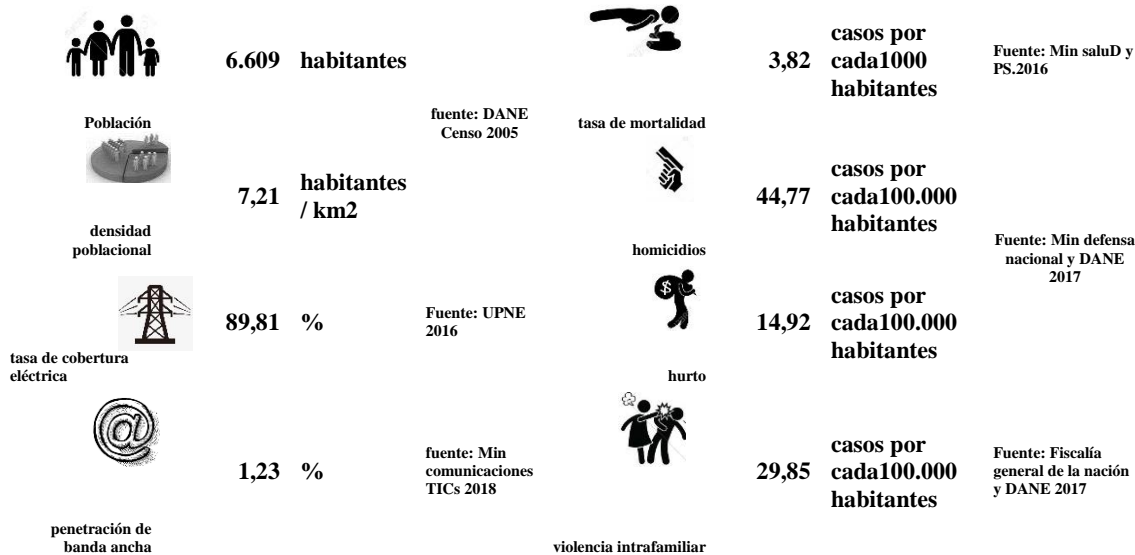 6.609 habitantes
Población
fuente: DANE
Censo 2005
7,21 habitantes
/ km2
densidad
poblacional
89,81 %
Fuente: UPNE
2016
tasa de cobertura
eléctrica
1,23 %
fuente: Min
comunicaciones
TICs 2018
penetración de
banda ancha
3,82 casos por
cada1000
habitantes
Fuente: Min saluD y
PS.2016
tasa de mortalidad
44,77 casos por
cada100.000
habitantes
homicidios
Fuente: Min defensa
nacional y DANE
2017
$
14,92 casos por
cada100.000
habitantes
hurto
29,85 casos por
cada100.000
habitantes
Fuente: Fiscalía
general de la nación
y DANE 2017
violencia intrafamiliar